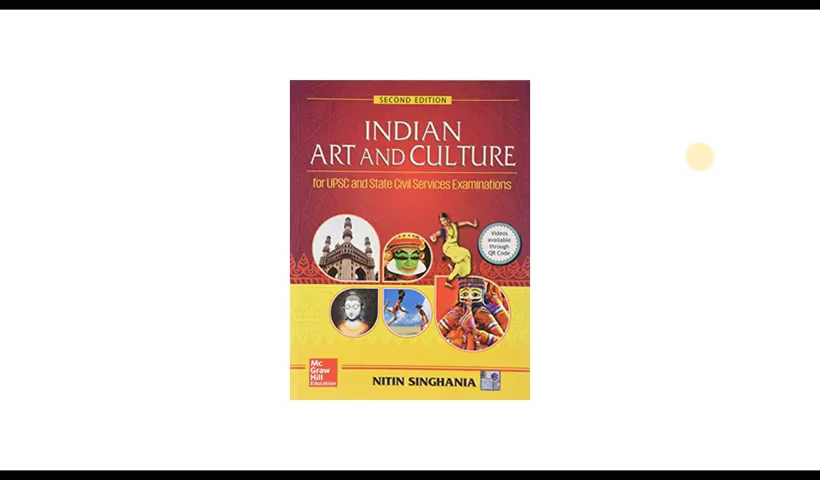 SECOND EDITION
INDIAN
ART AND CULTURE
for UPSC and State Civil Services Examinations
Videos
available
through
QR Code
Mc
Graw
Hill
Education
NITIN SINGHANIA